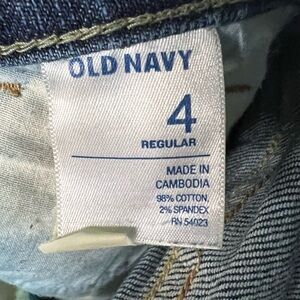 OLD NAVY
4
REGULAR
MADE IN
CAMBODIA
98% COTTON,
2% SPANDEX
RN 54023